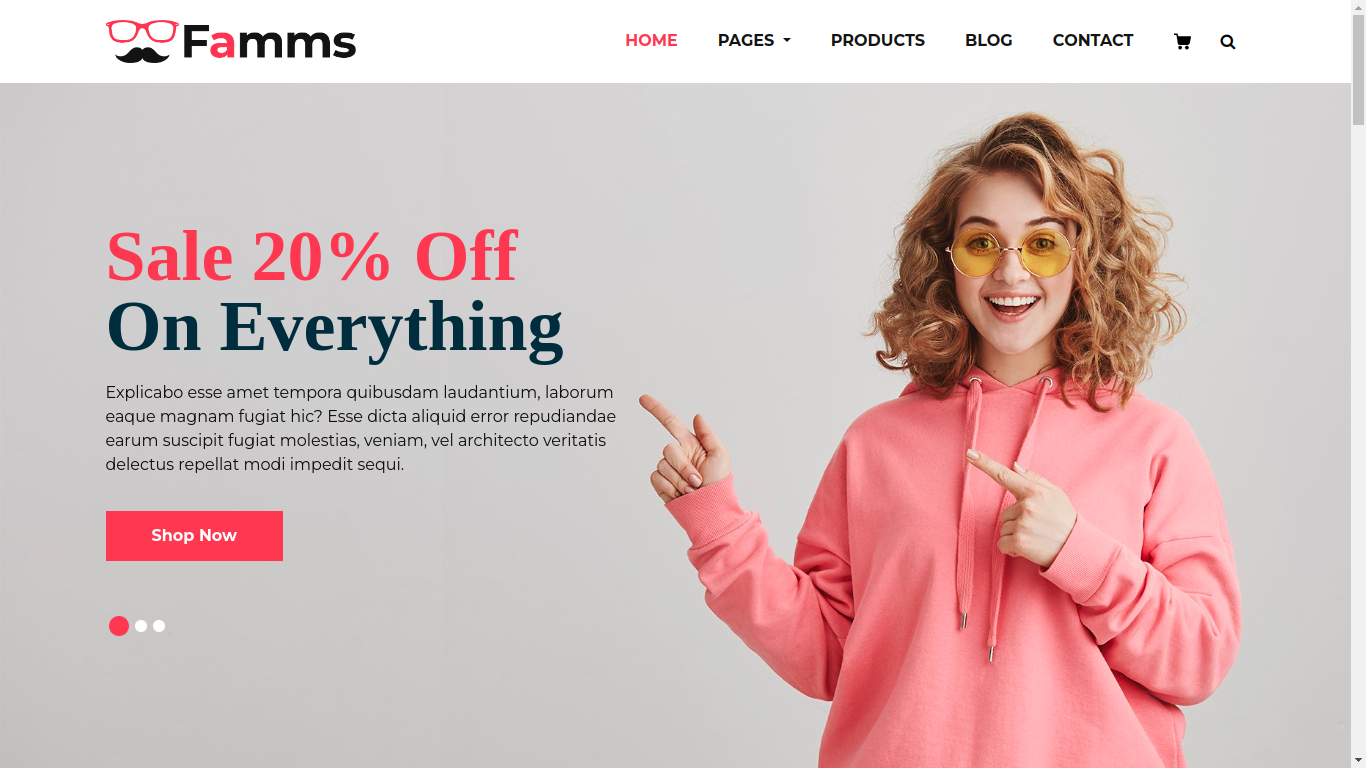 Famms
HOME PAGES PRODUCTS BLOG CONTACT
Sale 20% Off
On Everything
Explicabo esse amet tempora quibusdam laudantium, laborum
eaque magnam fugiat hic? Esse dicta aliquid error repudiandae
earum suscipit fugiat molestias, veniam, vel architecto veritatis
delectus repellat modi impedit sequi.
Shop Now